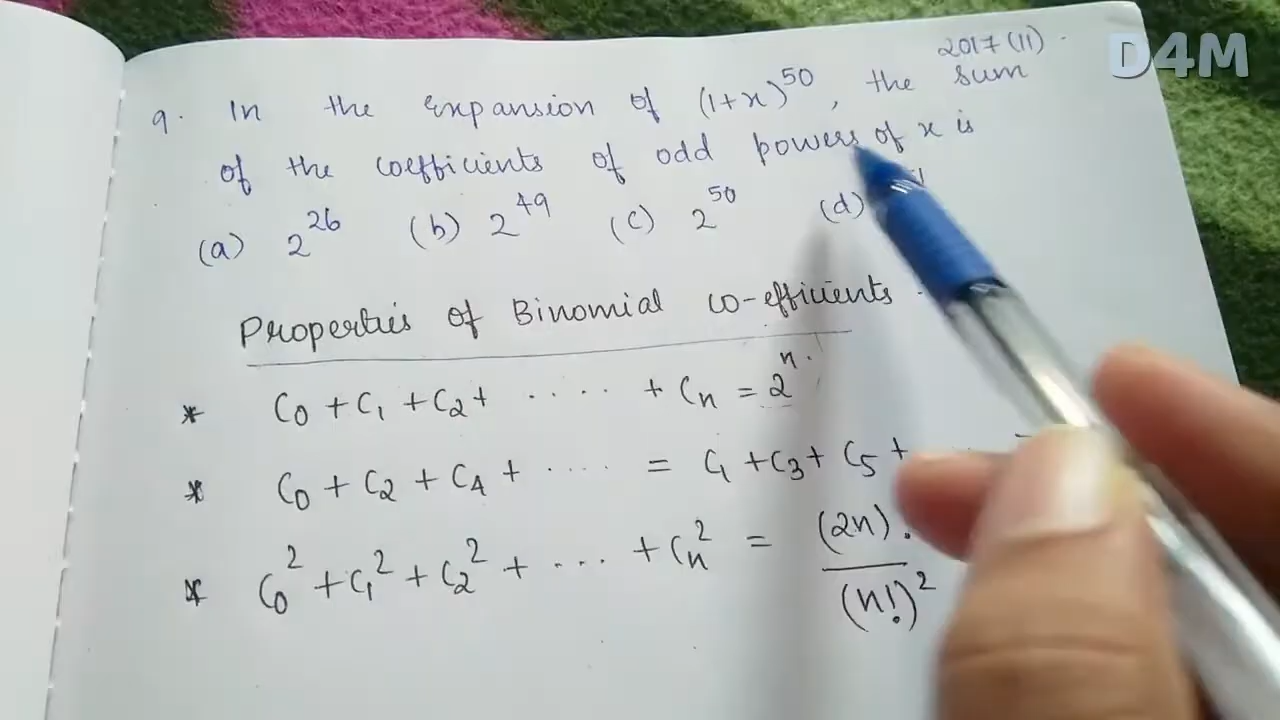 2017(11).
D4M
9. In the expansion of (1+x)^50, the sum
of the coefficients of odd powers of x is
(a) 2^26 (b) 2^49 (c) 2^50 (d)
Properties of Binomial co-efficients.
* C0 + C1 + C2 + ..... + Cn = 2^n.
* C0 + C2 + C4 + ..... = C1 + C3 + C5 +
* C0^2 + C1^2 + C2^2 + ... + Cn^2 = (2n)! / (n!)^2